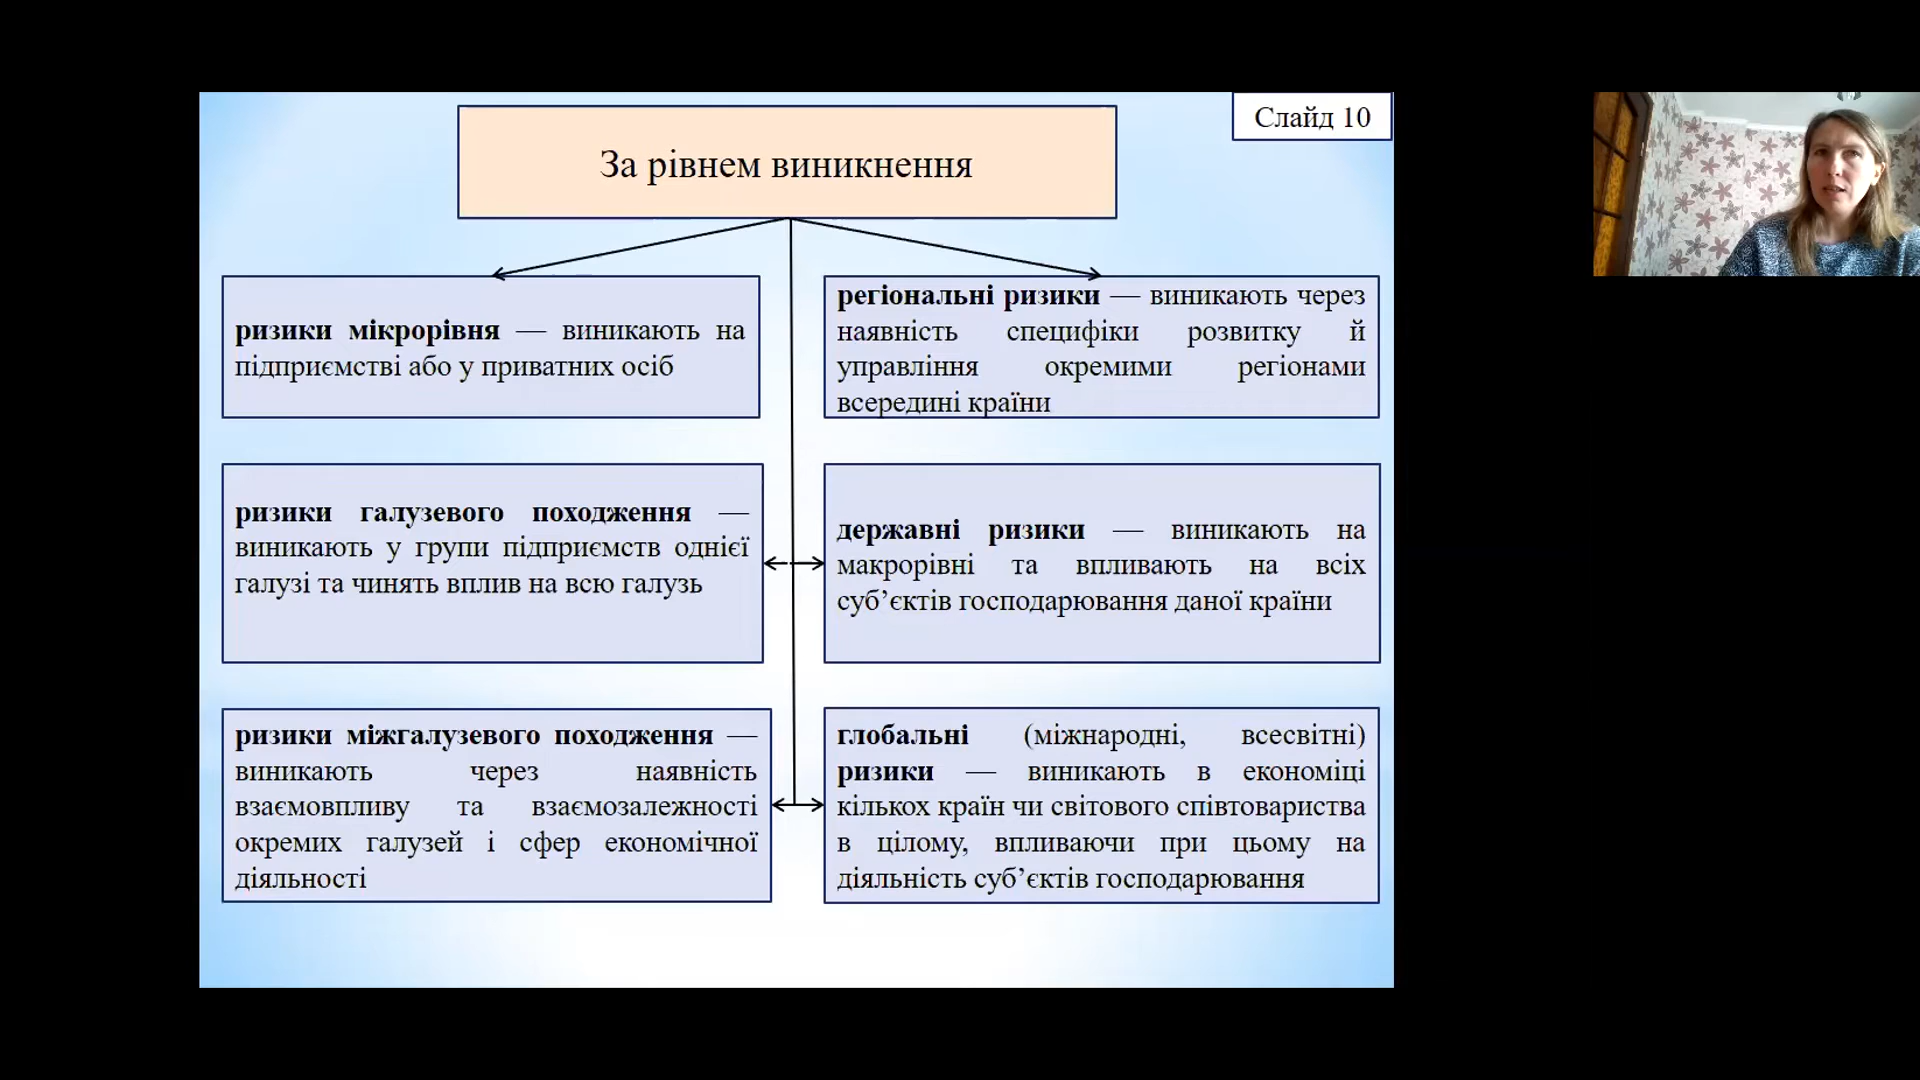 Слайд 10
За рівнем виникнення
ризики мікрорівня — виникають на
підприємстві або у приватних осіб
регіональні ризики — виникають через
наявність специфіки розвитку й
управління окремими регіонами
всередині країни
ризики галузевого походження —
виникають у групи підприємств однієї
галузі та чинять вплив на всю галузь
державні ризики — виникають на
макрорівні та впливають на всіх
суб’єктів господарювання даної країни
ризики міжгалузевого походження —
виникають через наявність
взаємовпливу та взаємозалежності
окремих галузей і сфер економічної
діяльності
глобальні (міжнародні, всесвітні)
ризики — виникають в економіці
кількох країн чи світового співтовариства
в цілому, впливаючи при цьому на
діяльність суб’єктів господарювання